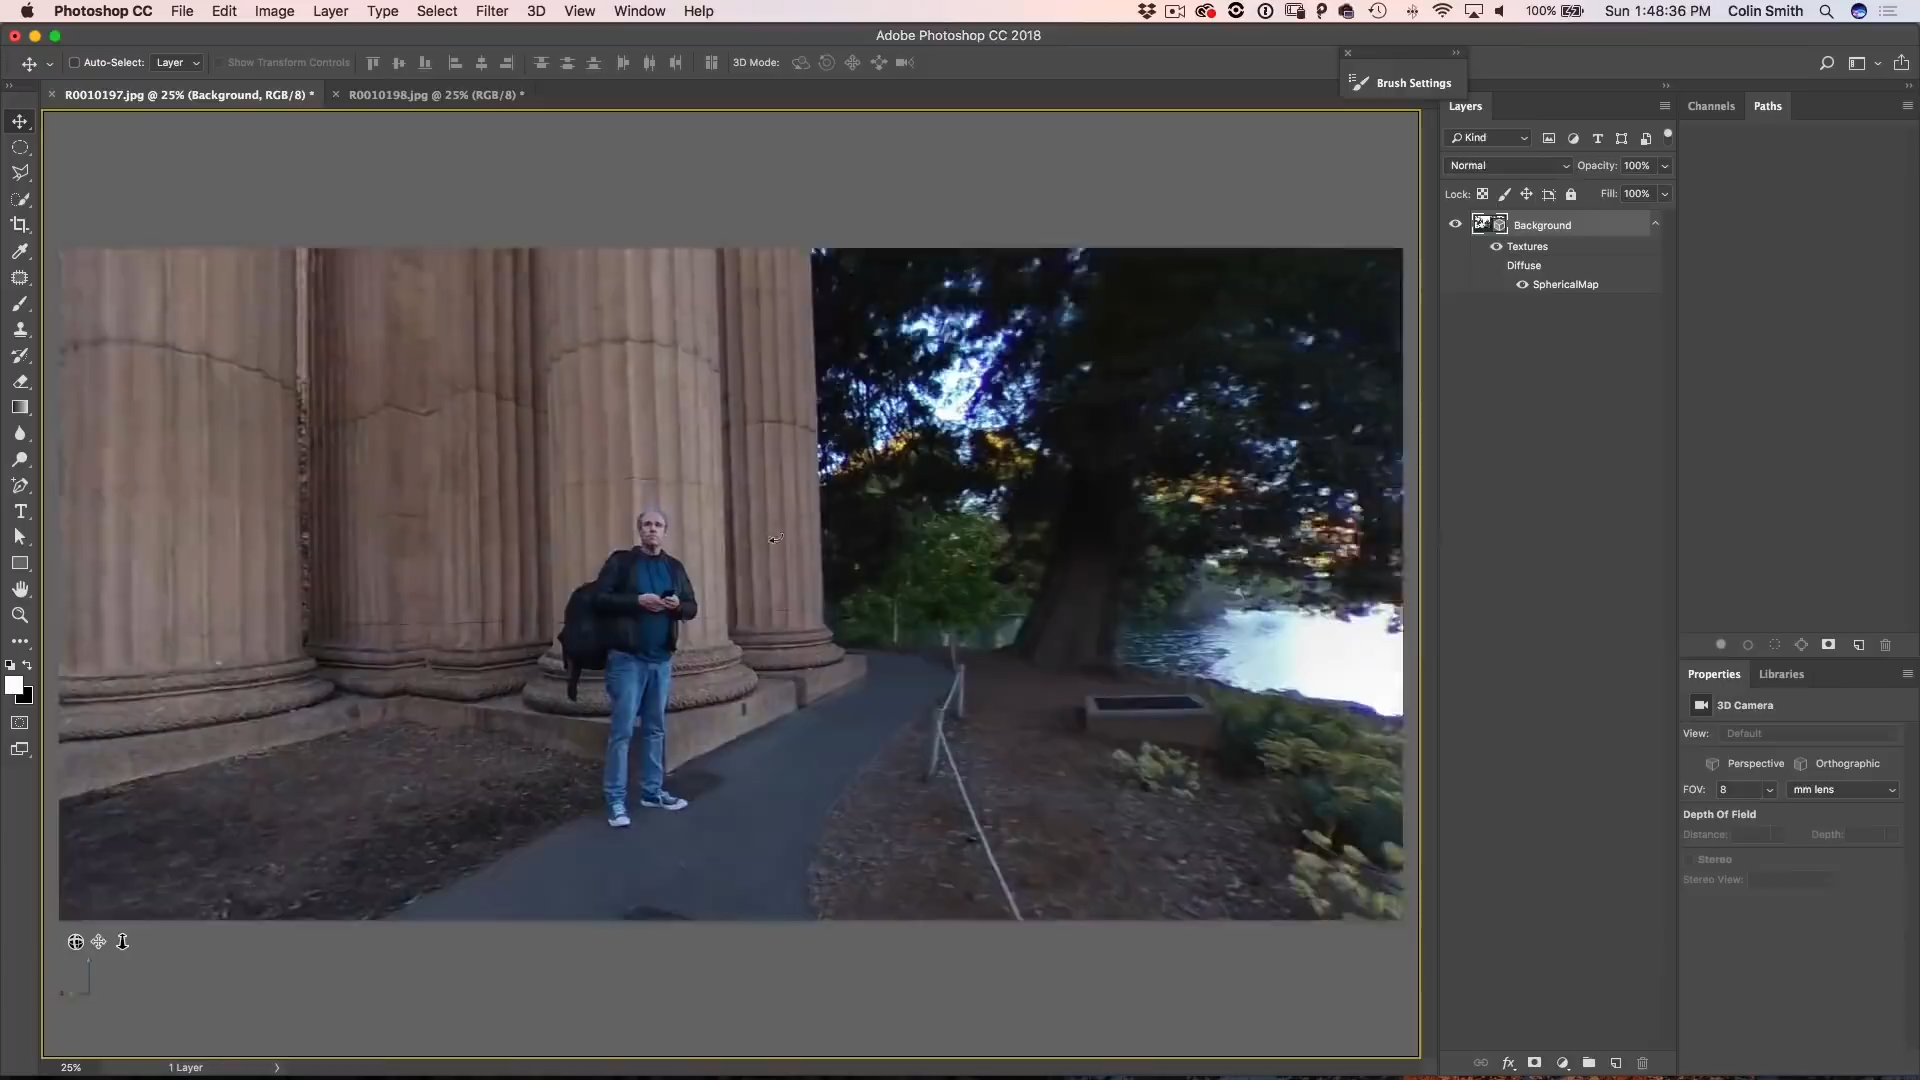 Photoshop CC File Edit Image Layer Type Select Filter 3D View Window Help 100% Sun 1:48:36 PM Colin Smith
Adobe Photoshop CC 2018
Auto-Select: Layer Show Transform Controls 3D Mode:
Brush Settings
R0010197.jpg @ 25% (Background, RGB/8) * R0010198.jpg @ 25% (RGB/8) *
Layers
Channels Paths
Kind
Normal Opacity: 100%
Lock: Fill: 100%
Background
Textures
Diffuse
SphericalMap
Properties Libraries
3D Camera
View: Default
Perspective Orthographic
FOV: 8 mm lens
Depth Of Field
Distance: Depth:
Stereo
Stereo View:
25% 1 Layer